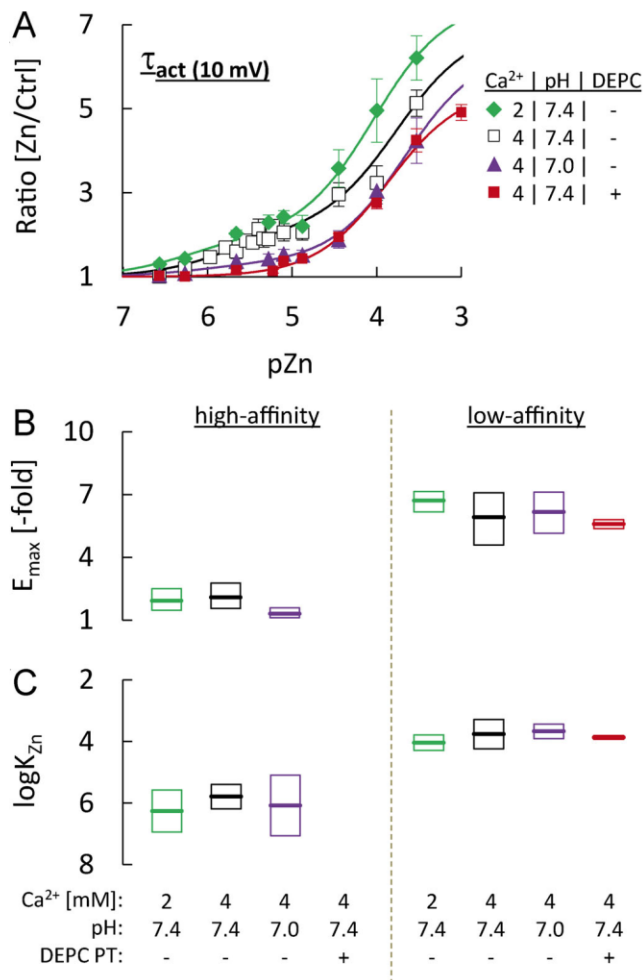 A
τact (10 mV)
Ca²⁺ | pH | DEPC
2 | 7.4 | -
4 | 7.4 | -
4 | 7.0 | -
4 | 7.4 | +
Ratio [Zn/Ctrl]
7
5
3
1
7 6 5 4 3
pZn
B
high-affinity low-affinity
Emax [-fold]
10
7
4
1
C
logKZn
2
4
6
8
Ca²⁺ [mM]: 2 4 4 4 2 4 4 4
pH: 7.4 7.4 7.0 7.4 7.4 7.4 7.0 7.4
DEPC PT: - - - + - - - +